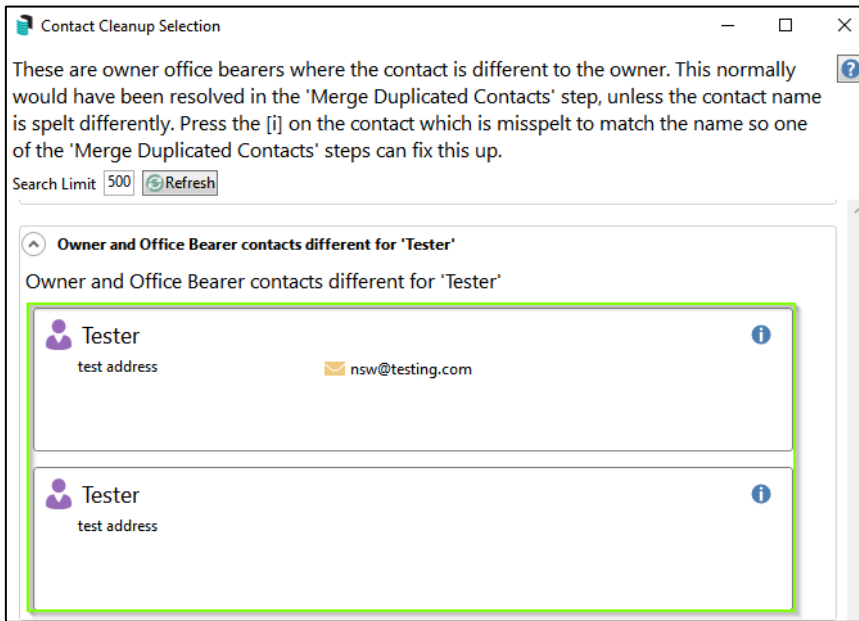 Contact Cleanup Selection
These are owner office bearers where the contact is different to the owner. This normally
would have been resolved in the 'Merge Duplicated Contacts' step, unless the contact name
is spelt differently. Press the [i] on the contact which is misspelt to match the name so one
of the 'Merge Duplicated Contacts' steps can fix this up.
Search Limit 500 Refresh
Owner and Office Bearer contacts different for 'Tester'
Owner and Office Bearer contacts different for 'Tester'
Tester
test address nsw@testing.com
Tester
test address